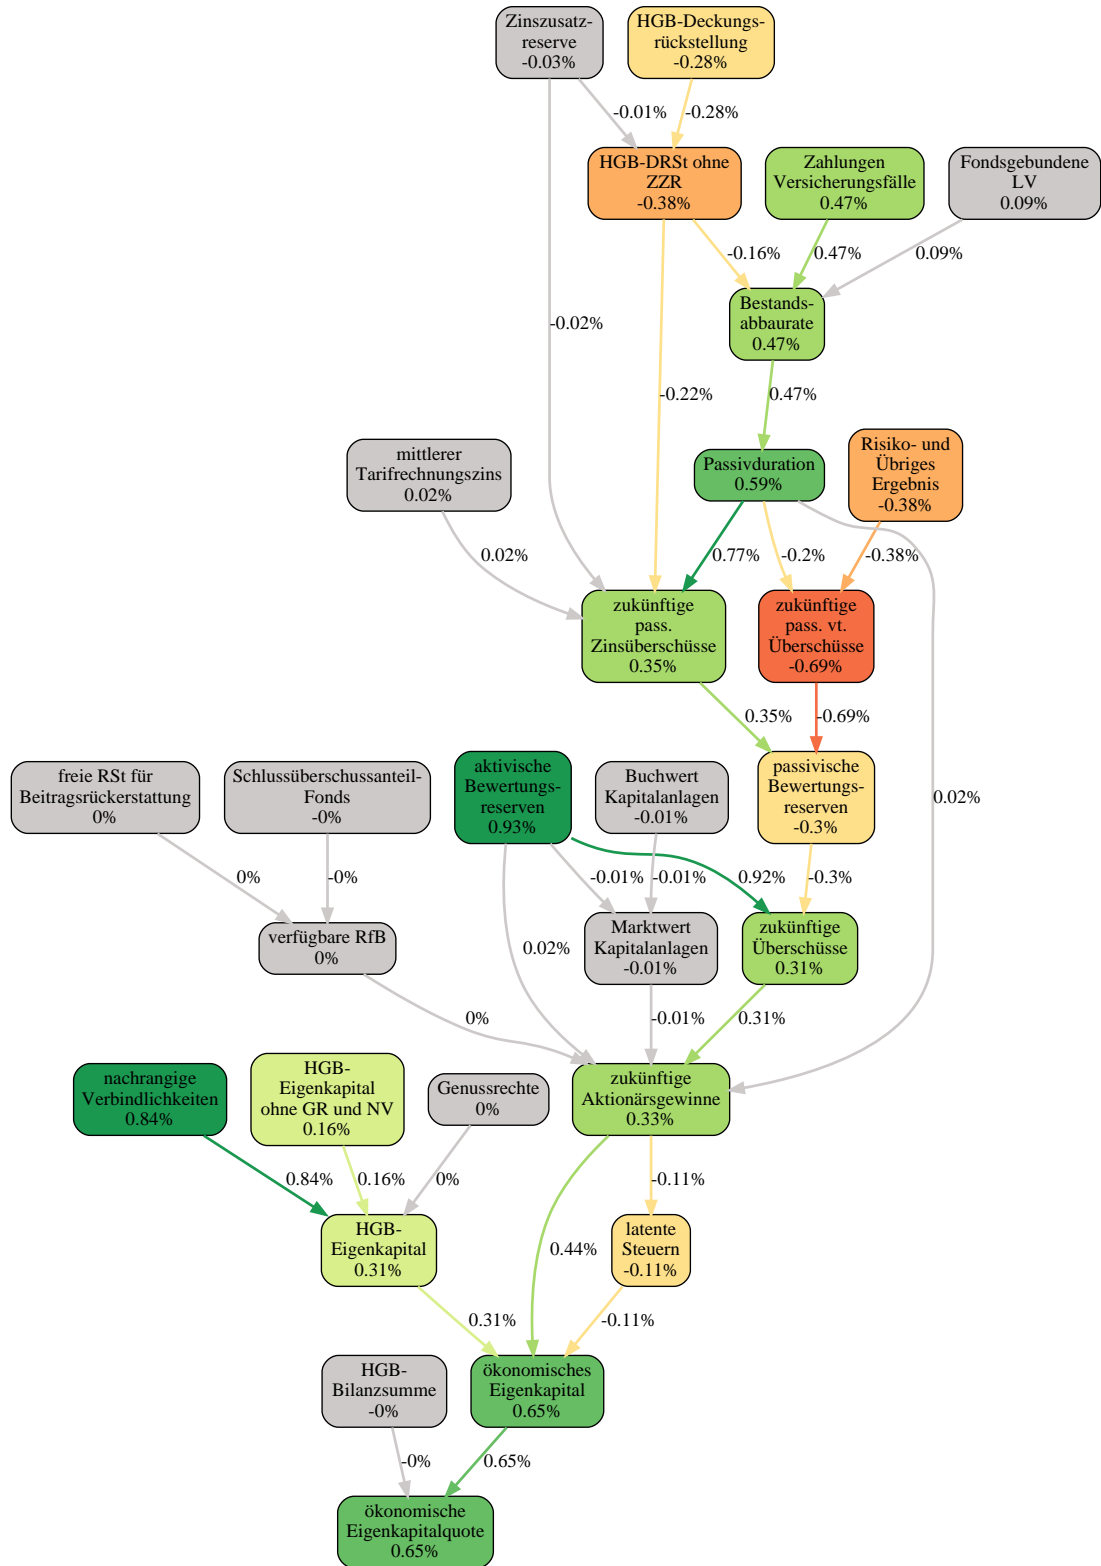 Zinszusatz-
reserve
-0.03%
HGB-Deckungs-
rückstellung
-0.28%
-0.01%
-0.28%
HGB-DRSt ohne
ZZR
-0.38%
Zahlungen
Versicherungsfälle
0.47%
Fondsgebundene
LV
0.09%
-0.16%
0.47%
0.09%
Bestands-
abbaurate
0.47%
-0.02%
-0.22%
0.47%
mittlerer
Tarifrechnungszins
0.02%
Passivduration
0.59%
Risiko- und
Übriges
Ergebnis
-0.38%
0.02%
0.77%
-0.2%
-0.38%
zukünftige
pass.
Zinsüberschüsse
0.35%
zukünftige
pass. vt.
Überschüsse
-0.69%
0.35%
-0.69%
freie RSt für
Beitragsrückerstattung
0%
Schlussüberschussanteil-
Fonds
-0%
aktivische
Bewertungs-
reserven
0.93%
Buchwert
Kapitalanlagen
-0.01%
passivische
Bewertungs-
reserven
-0.3%
0.02%
0%
-0%
-0.01%
-0.01%
0.92%
-0.3%
verfügbare RfB
0%
0.02%
Marktwert
Kapitalanlagen
-0.01%
zukünftige
Überschüsse
0.31%
0%
-0.01%
0.31%
nachrangige
Verbindlichkeiten
0.84%
HGB-
Eigenkapital
ohne GR und NV
0.16%
Genussrechte
0%
zukünftige
Aktionärsgewinne
0.33%
0.84%
0.16%
0%
-0.11%
HGB-
Eigenkapital
0.31%
0.44%
latente
Steuern
-0.11%
0.31%
-0.11%
HGB-
Bilanzsumme
-0%
ökonomisches
Eigenkapital
0.65%
-0%
0.65%
ökonomische
Eigenkapitalquote
0.65%